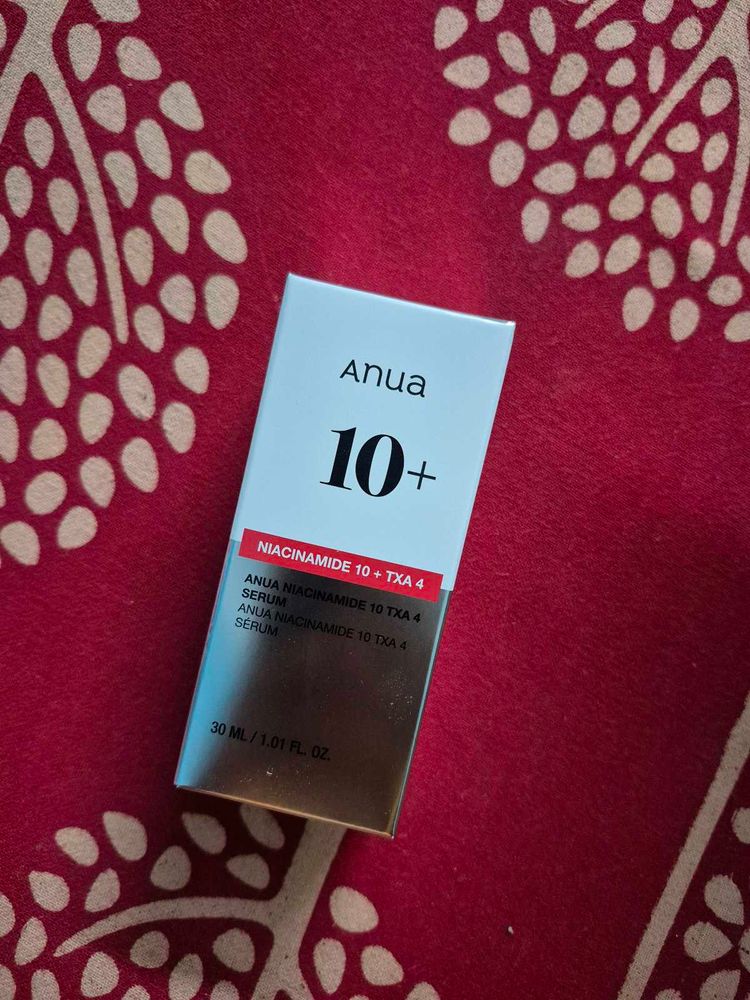 Anua
10+
NIACINAMIDE 10 + TXA 4
ANUA NIACINAMIDE 10 TXA 4
SERUM
ANUA NIACINAMIDE 10 TXA 4
SÉRUM
30 ML / 1.01 FL. OZ.